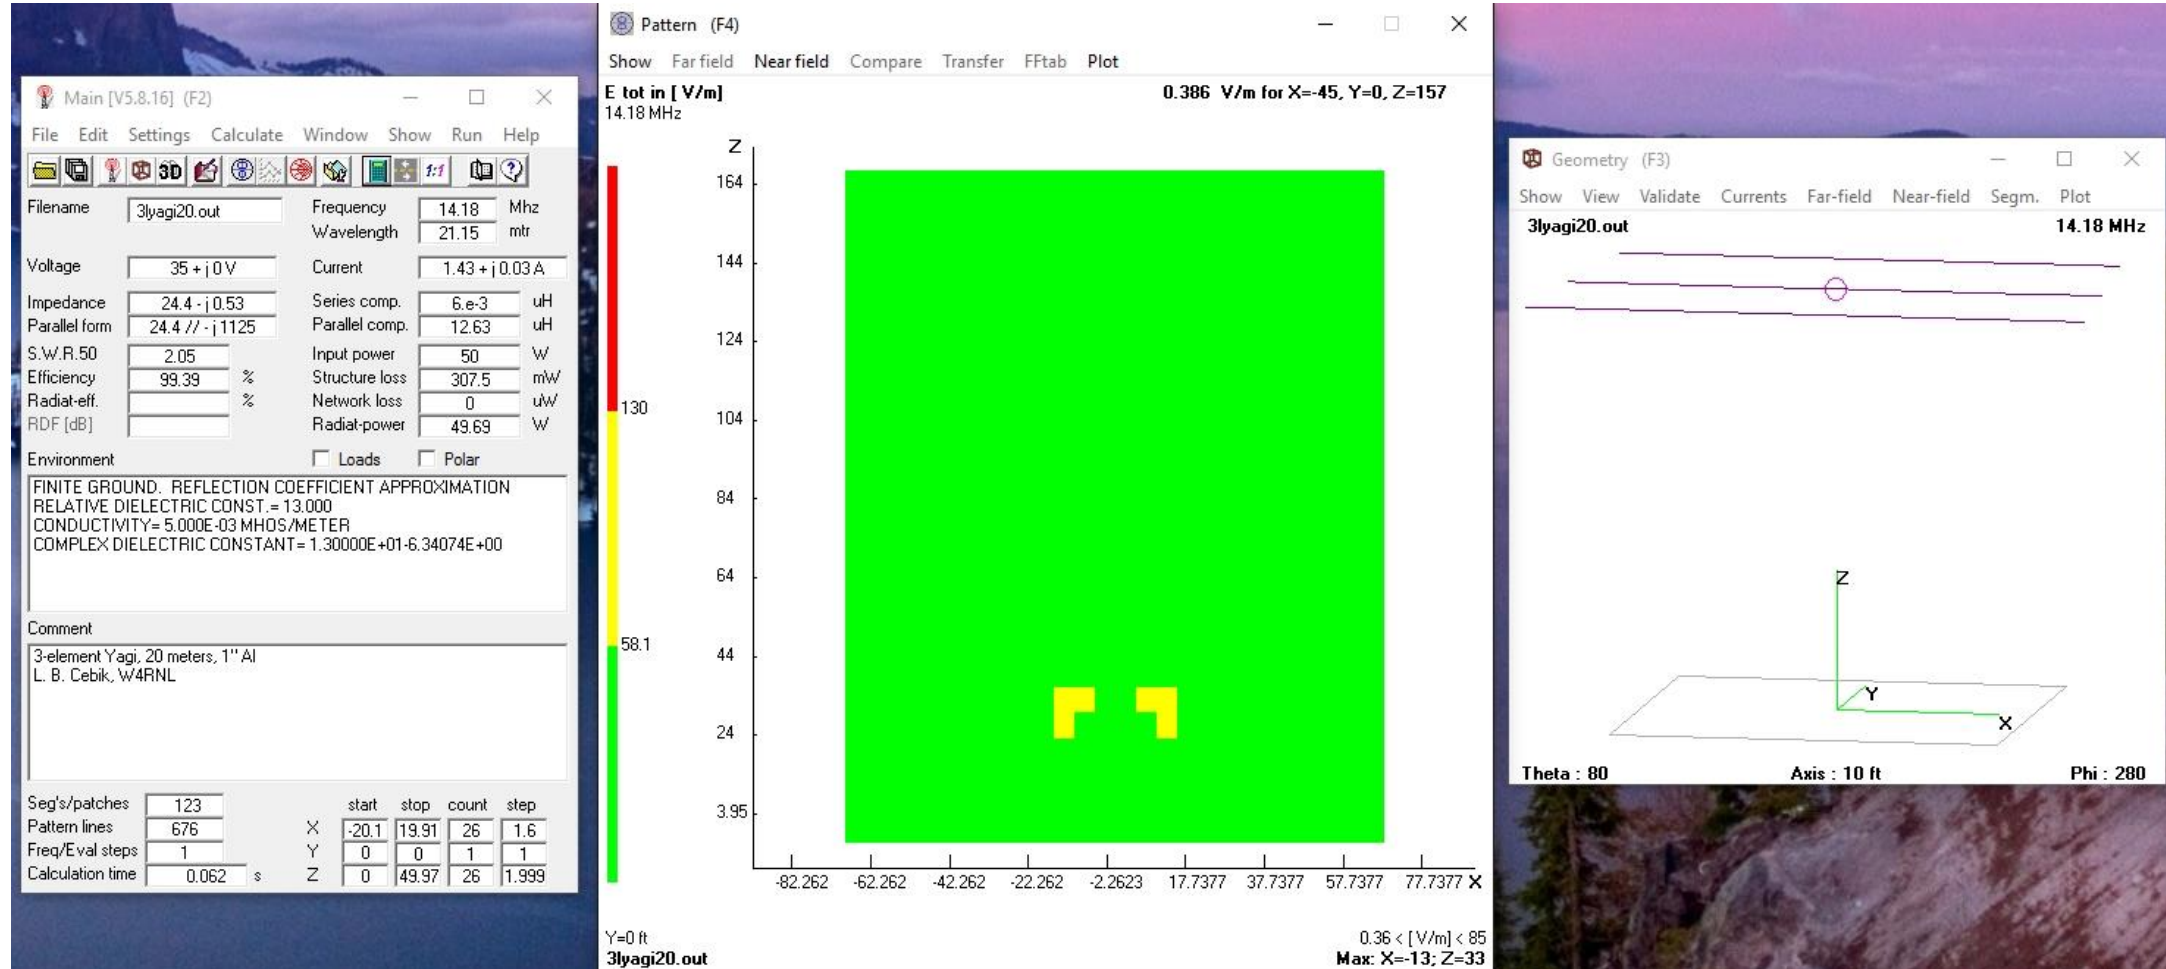 Main [V5.8.16] (F2)
File Edit Settings Calculate Window Show Run Help
3D 1:1
Filename 3lyagi20.out Frequency 14.18 Mhz
Wavelength 21.15 mtr
Voltage 35 + j 0 V Current 1.43 + j 0.03 A
Impedance 24.4 - j 0.53 Series comp. 6.e-3 uH
Parallel form 24.4 // - j 1125 Parallel comp. 12.63 uH
S.W.R.50 2.05 Input power 50 W
Efficiency 99.39 % Structure loss 307.5 mW
Radiat-eff. % Network loss 0 uW
RDF [dB] Radiat-power 49.69 W
Environment Loads Polar
FINITE GROUND. REFLECTION COEFFICIENT APPROXIMATION
RELATIVE DIELECTRIC CONST.= 13.000
CONDUCTIVITY= 5.000E-03 MHOS/METER
COMPLEX DIELECTRIC CONSTANT= 1.30000E+01-6.34074E+00
Comment
3-element Yagi, 20 meters, 1" Al
L. B. Cebik, W4RNL
Seg's/patches 123 start stop count step
Pattern lines 676 X -20.1 19.91 26 1.6
Freq/Eval steps 1 Y 0 0 1 1
Calculation time 0.062 s Z 0 49.97 26 1.999
Pattern (F4)
Show Far field Near field Compare Transfer FFtab Plot
E tot in [ V/m] 0.386 V/m for X=-45, Y=0, Z=157
14.18 MHz
Z
164
144
124
130
104
84
64
58.1
44
24
3.95
-82.262 -62.262 -42.262 -22.262 -2.2623 17.7377 37.7377 57.7377 77.7377 X
Y=0 ft 0.36 < [V/m] < 85
3lyagi20.out Max: X=-13; Z=33
Geometry (F3)
Show View Validate Currents Far-field Near-field Segm. Plot
3lyagi20.out 14.18 MHz
Z
Y
X
Theta : 80 Axis : 10 ft Phi : 280